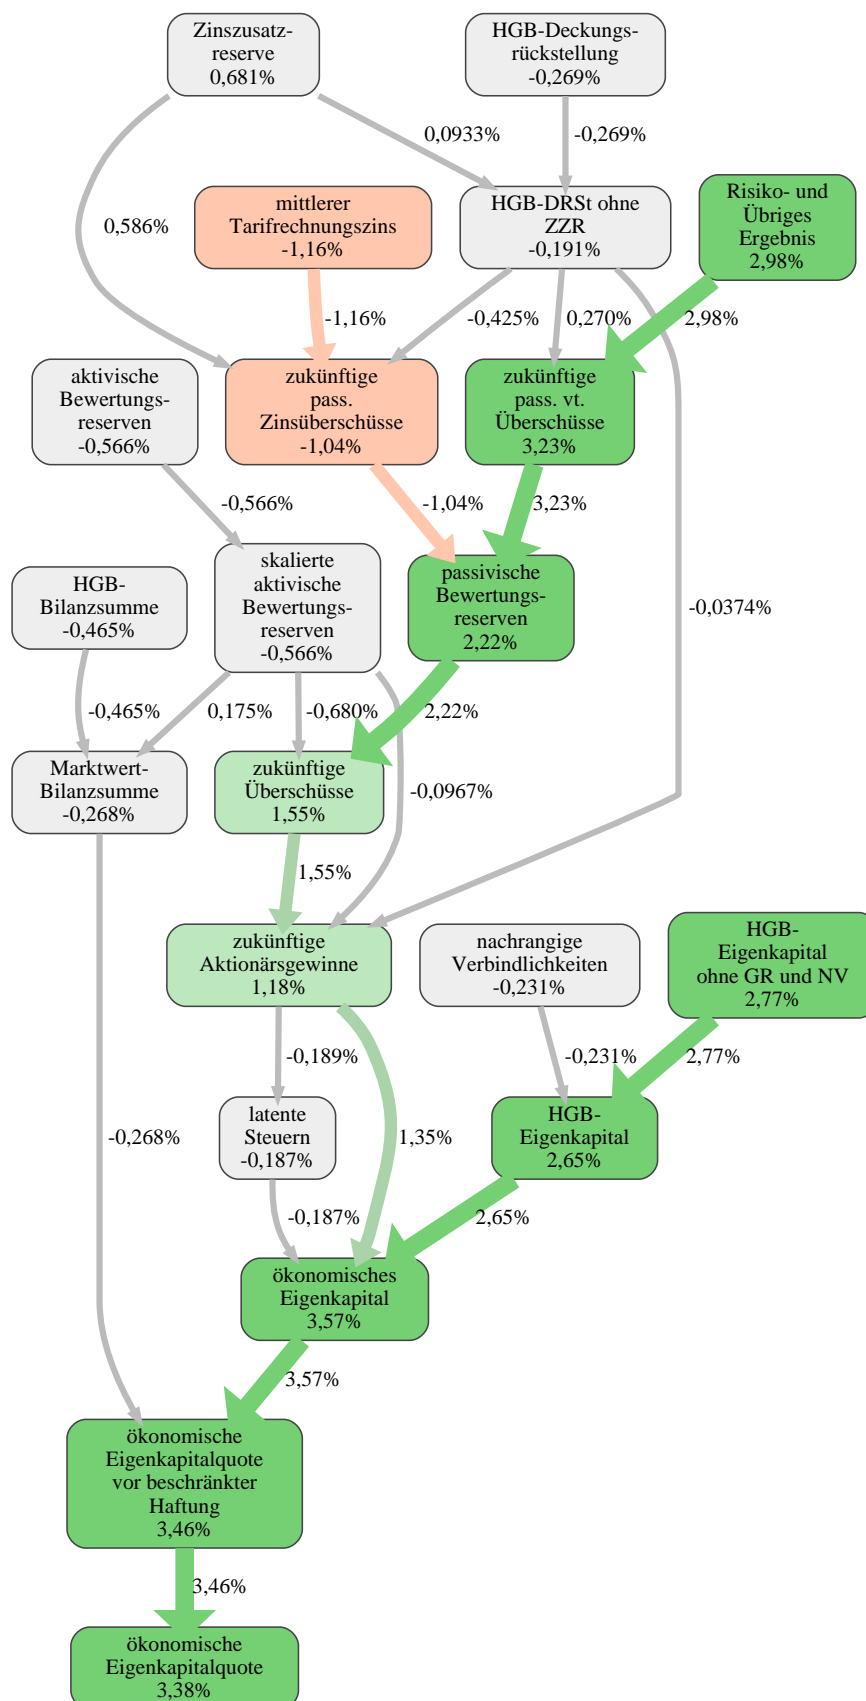 Zinszusatz-
reserve
0,681%
HGB-Deckungs-
rückstellung
-0,269%
0,0933%
-0,269%
mittlerer
Tarifrechnungszins
-1,16%
HGB-DRSt ohne
ZZR
-0,191%
Risiko- und
Übriges
Ergebnis
2,98%
0,586%
-1,16%
-0,425%
0,270%
2,98%
aktivische
Bewertungs-
reserven
-0,566%
zukünftige
pass.
Zinsüberschüsse
-1,04%
zukünftige
pass. vt.
Überschüsse
3,23%
-0,566%
-1,04%
3,23%
HGB-
Bilanzsumme
-0,465%
skalierte
aktivische
Bewertungs-
reserven
-0,566%
passivische
Bewertungs-
reserven
2,22%
-0,0374%
-0,465%
0,175%
-0,680%
2,22%
Marktwert-
Bilanzsumme
-0,268%
zukünftige
Überschüsse
1,55%
-0,0967%
1,55%
zukünftige
Aktionärsgewinne
1,18%
nachrangige
Verbindlichkeiten
-0,231%
HGB-
Eigenkapital
ohne GR und NV
2,77%
-0,189%
-0,231%
2,77%
-0,268%
latente
Steuern
-0,187%
1,35%
HGB-
Eigenkapital
2,65%
-0,187%
2,65%
ökonomisches
Eigenkapital
3,57%
3,57%
ökonomische
Eigenkapitalquote
vor beschränkter
Haftung
3,46%
3,46%
ökonomische
Eigenkapitalquote
3,38%